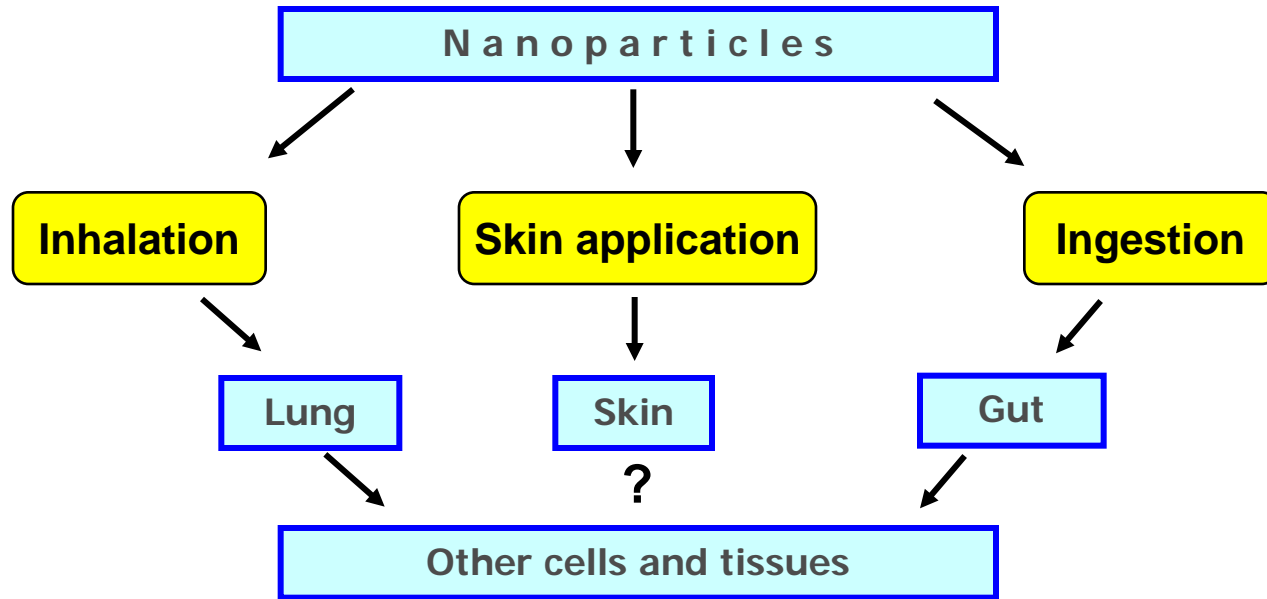 Nanoparticles
Inhalation
Skin application
Ingestion
Lung
Skin
Gut
?
Other cells and tissues